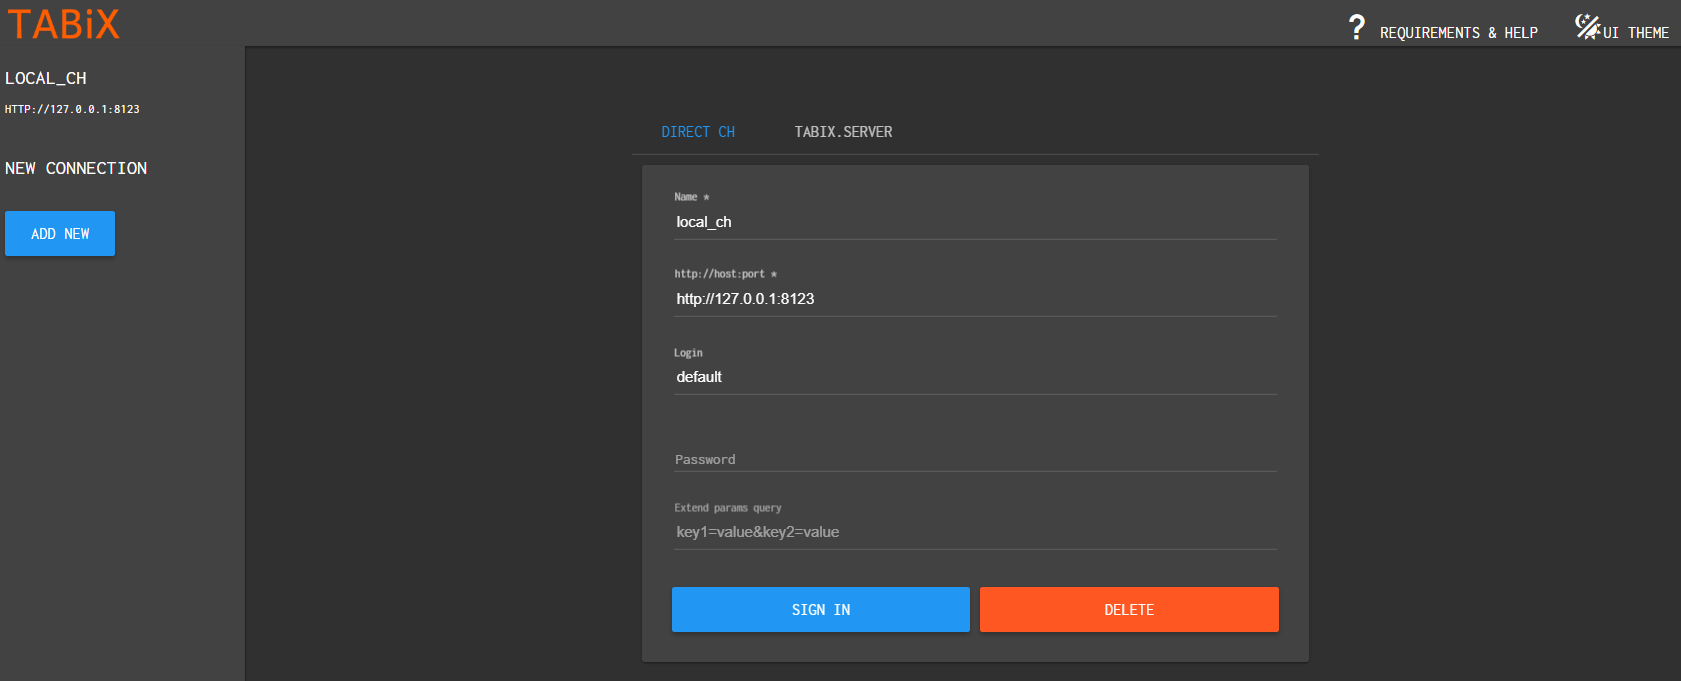 TABiX
? REQUIREMENTS & HELP
UI THEME
LOCAL_CH
HTTP://127.0.0.1:8123
NEW CONNECTION
ADD NEW
DIRECT CH
TABIX.SERVER
Name *
local_ch
http://host:port *
http://127.0.0.1:8123
Login
default
Password
Extend params query
key1=value&key2=value
SIGN IN
DELETE